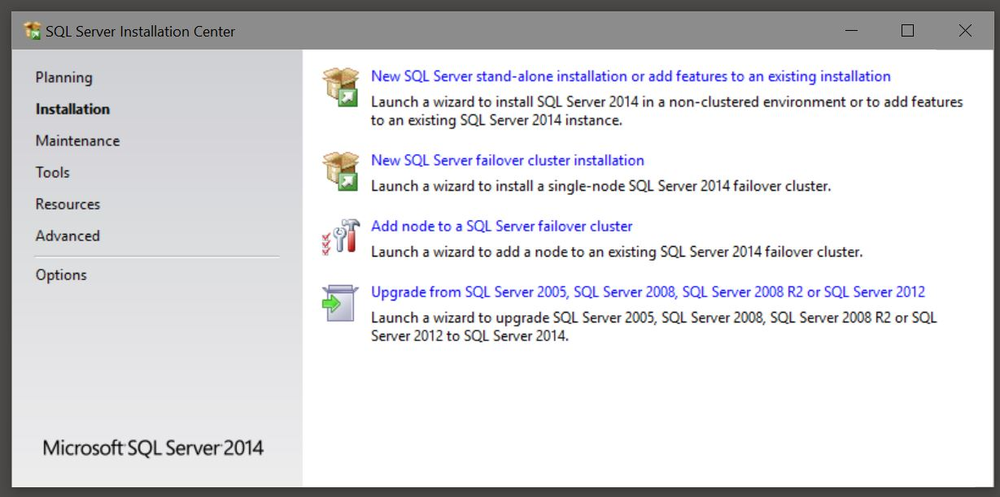 SQL Server Installation Center
Planning
Installation
Maintenance
Tools
Resources
Advanced
Options
Microsoft SQL Server 2014
New SQL Server stand-alone installation or add features to an existing installation
Launch a wizard to install SQL Server 2014 in a non-clustered environment or to add features
to an existing SQL Server 2014 instance.
New SQL Server failover cluster installation
Launch a wizard to install a single-node SQL Server 2014 failover cluster.
Add node to a SQL Server failover cluster
Launch a wizard to add a node to an existing SQL Server 2014 failover cluster.
Upgrade from SQL Server 2005, SQL Server 2008, SQL Server 2008 R2 or SQL Server 2012
Launch a wizard to upgrade SQL Server 2005, SQL Server 2008, SQL Server 2008 R2 or SQL
Server 2012 to SQL Server 2014.